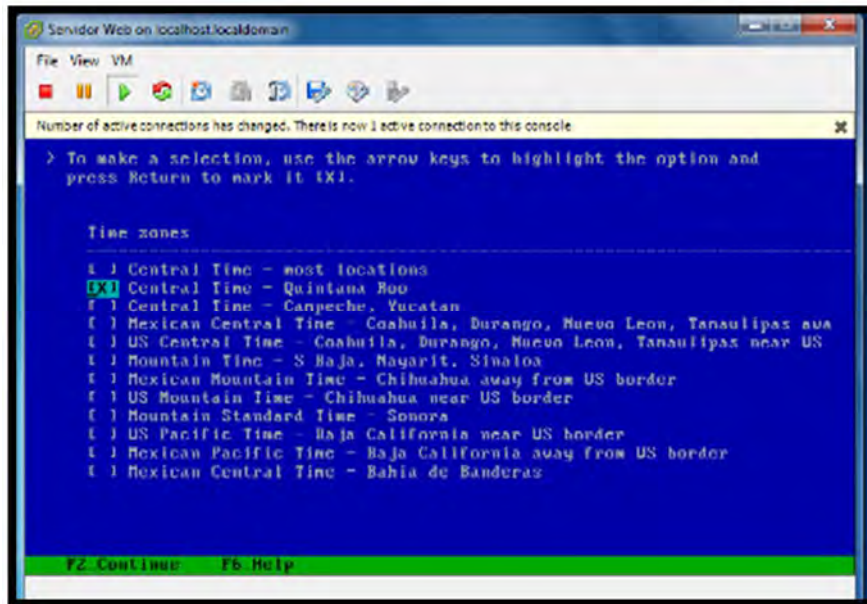 Servidor Web on localhost.localdomain
File View VM
Number of active connections has changed. There is now 1 active connection to this console
> To make a selection, use the arrow keys to highlight the option and
press Return to mark it [X].
Time zones
[ ] Central Time - most locations
[X] Central Time - Quintana Roo
[ ] Central Time - Campeche, Yucatan
[ ] Mexican Central Time - Coahuila, Durango, Nuevo Leon, Tamaulipas awa
[ ] US Central Time - Coahuila, Durango, Nuevo Leon, Tamaulipas near US
[ ] Mountain Time - S Baja, Nayarit, Sinaloa
[ ] Mexican Mountain Time - Chihuahua away from US border
[ ] US Mountain Time - Chihuahua near US border
[ ] Mountain Standard Time - Sonora
[ ] US Pacific Time - Baja California near US border
[ ] Mexican Pacific Time - Baja California away from US border
[ ] Mexican Central Time - Bahia de Banderas
F2_Continue F6_Help